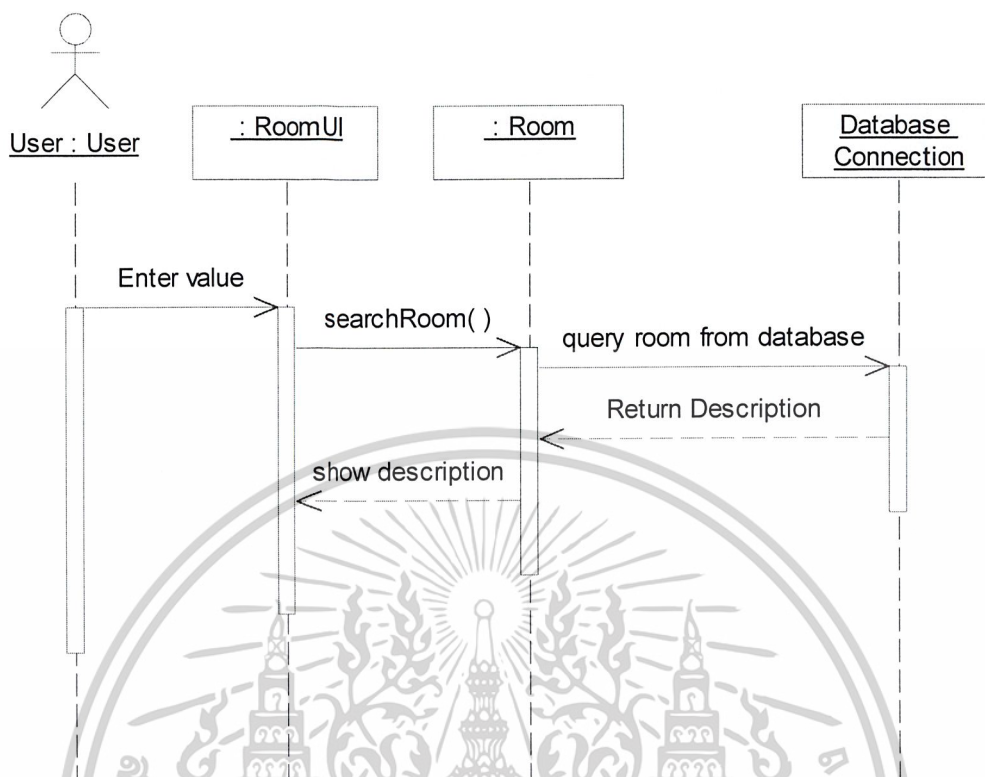 User : User
: RoomUI
: Room
Database
Connection
Enter value
searchRoom( )
query room from database
Return Description
show description